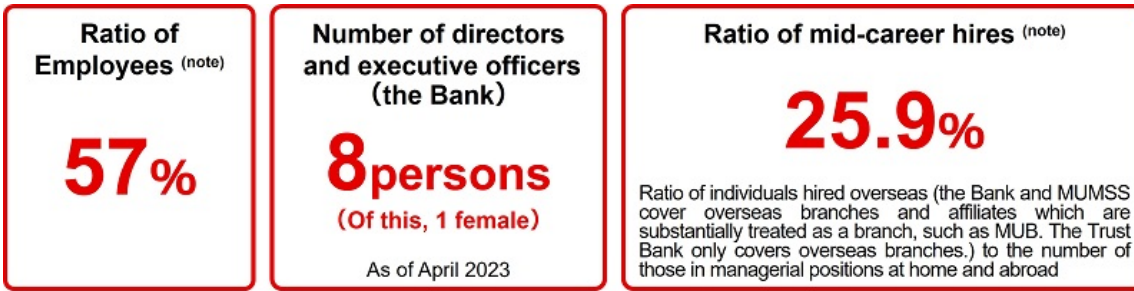 Ratio of
Employees (note)
57%
Number of directors
and executive officers
(the Bank)
8persons
(Of this, 1 female)
As of April 2023
Ratio of mid-career hires (note)
25.9%
Ratio of individuals hired overseas (the Bank and MUMSS
cover overseas branches and affiliates which are
substantially treated as a branch, such as MUB. The Trust
Bank only covers overseas branches.) to the number of
those in managerial positions at home and abroad